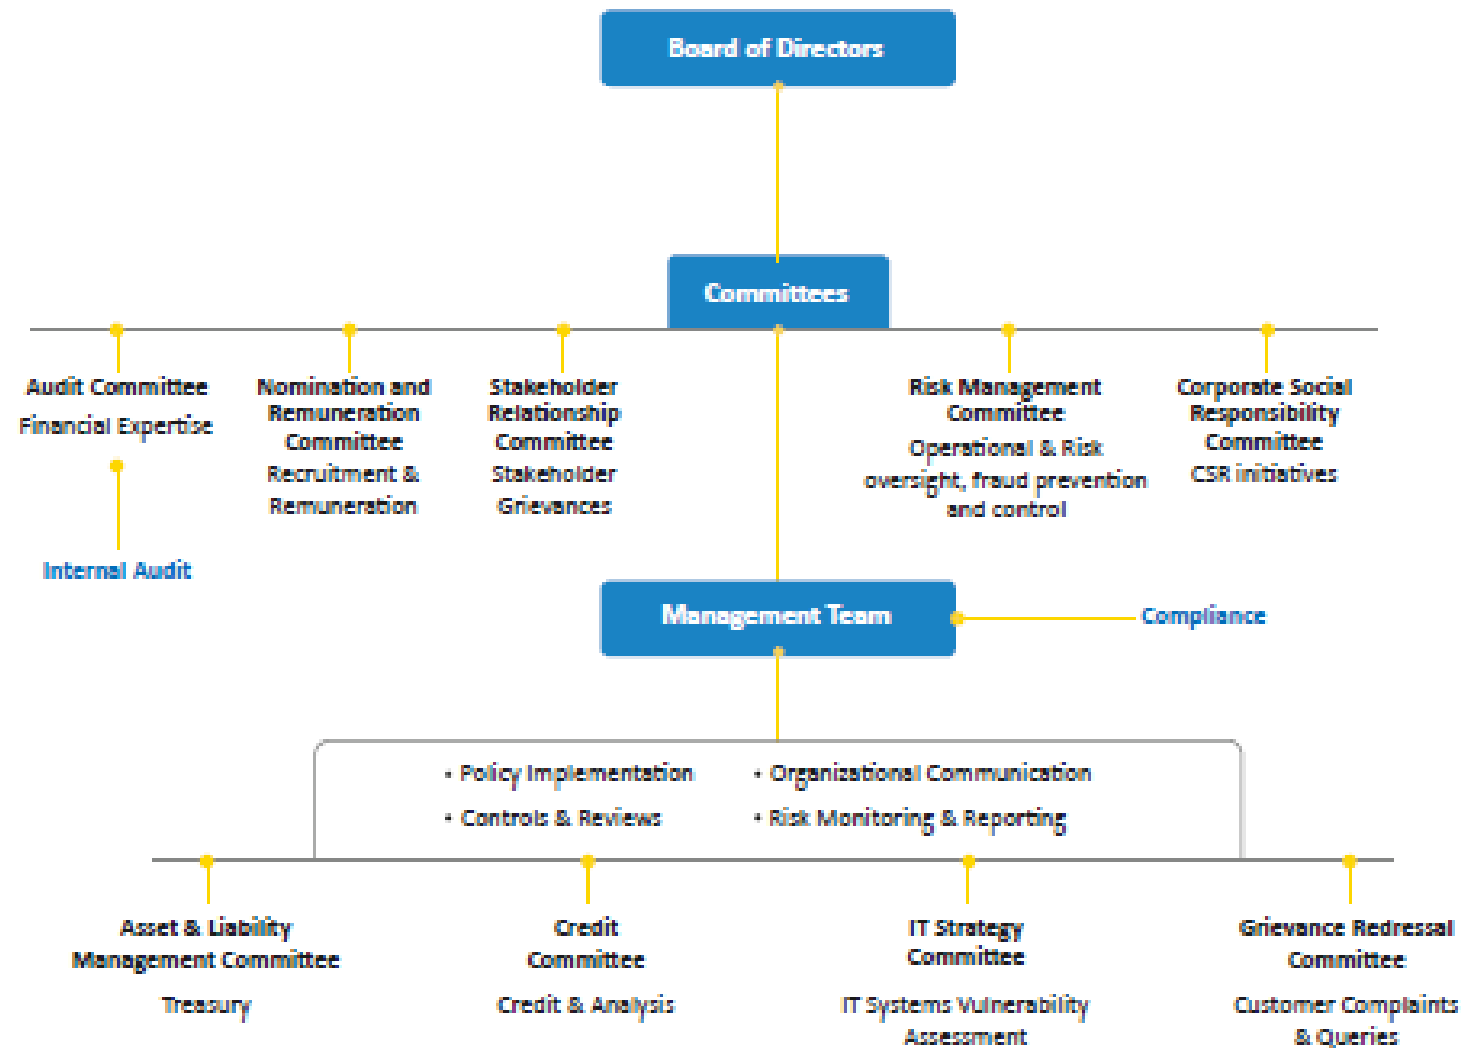 Board of Directors
Committees
Audit Committee
Financial Expertise
Internal Audit
Nomination and
Remuneration
Committee
Recruitment &
Remuneration
Stakeholder
Relationship
Committee
Stakeholder
Grievances
Risk Management
Committee
Operational & Risk
oversight, fraud prevention
and control
Corporate Social
Responsibility
Committee
CSR initiatives
Management Team
Compliance
• Policy Implementation
• Controls & Reviews
• Organizational Communication
• Risk Monitoring & Reporting
Asset & Liability
Management Committee
Treasury
Credit
Committee
Credit & Analysis
IT Strategy
Committee
IT Systems Vulnerability
Assessment
Grievance Redressal
Committee
Customer Complaints
& Queries